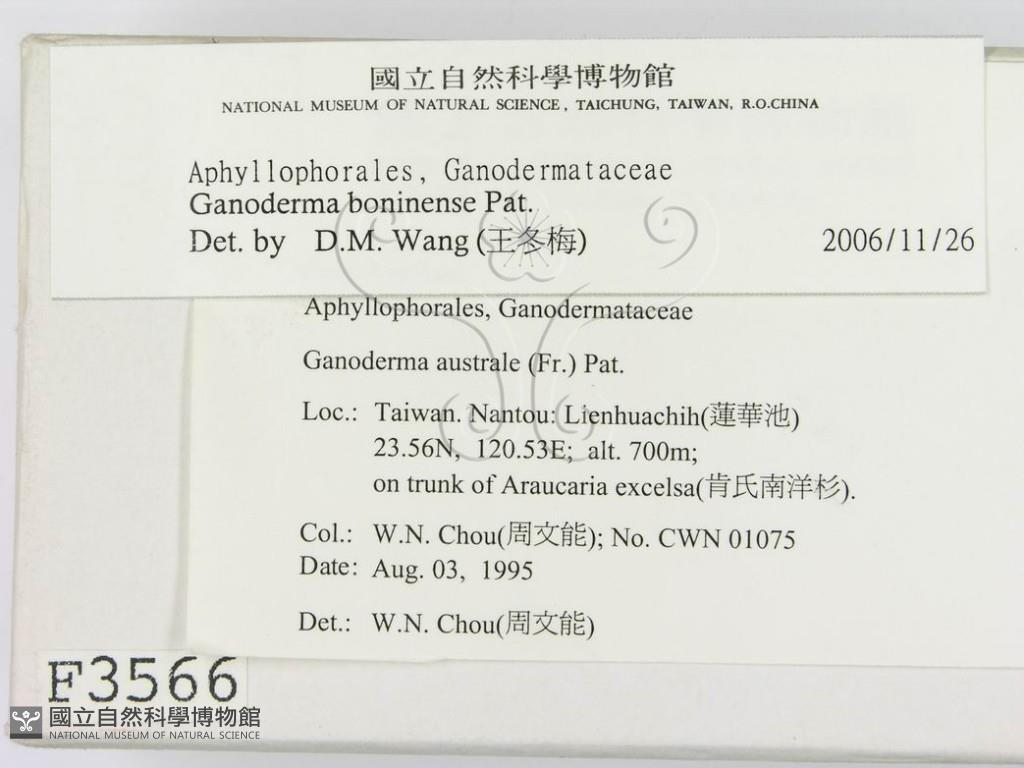 國立自然科學博物館
NATIONAL MUSEUM OF NATURAL SCIENCE, TAICHUNG, TAIWAN, R.O.CHINA
Aphyllophorales, Ganodermataceae
Ganoderma boninense Pat.
Det. by D.M. Wang (王冬梅) 2006/11/26
Aphyllophorales, Ganodermataceae
Ganoderma australe (Fr.) Pat.
Loc.: Taiwan. Nantou: Lienhuachih(蓮華池)
23.56N, 120.53E; alt. 700m;
on trunk of Araucaria excelsa(肯氏南洋杉).
Col.: W.N. Chou(周文能); No. CWN 01075
Date: Aug. 03, 1995
Det.: W.N. Chou(周文能)
F3566
國立自然科學博物館
NATIONAL MUSEUM OF NATURAL SCIENCE